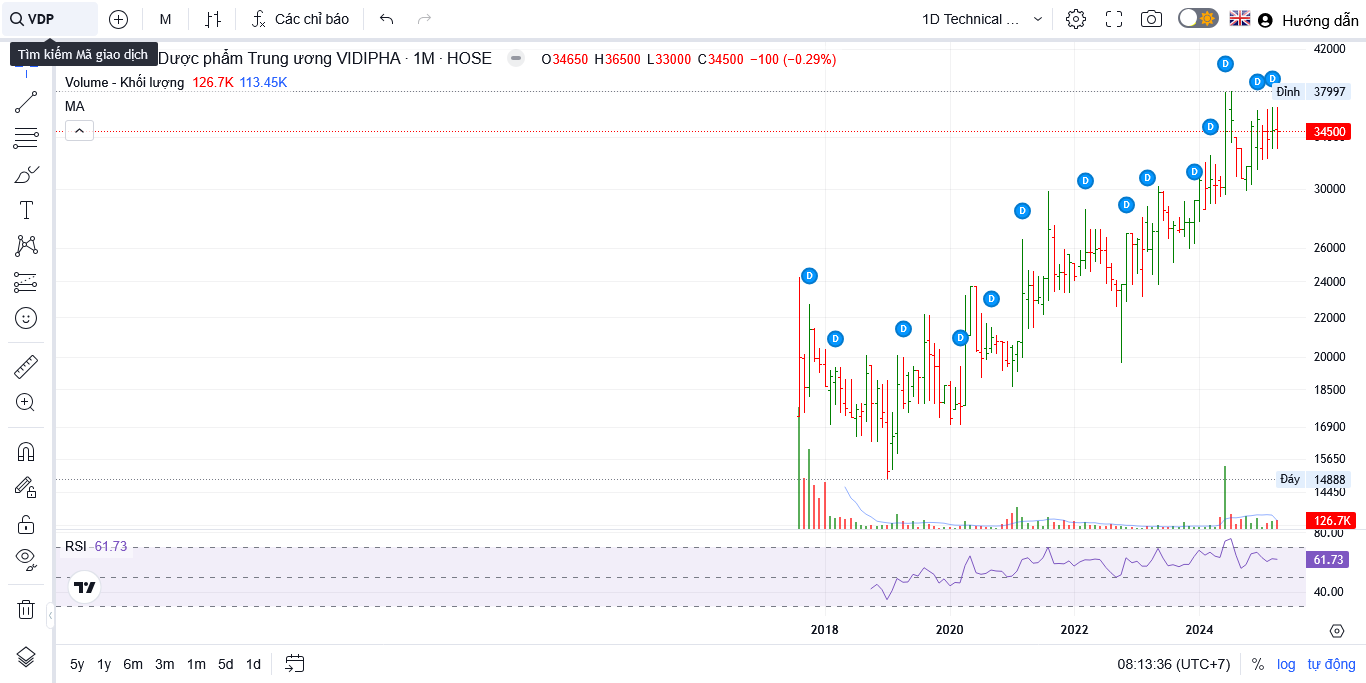 VDP
M
Các chỉ báo
1D Technical ...
Hướng dẫn
Tìm kiếm Mã giao dịch
Dược phẩm Trung ương VIDIPHA · 1M · HOSE
O34650 H36500 L33000 C34500 −100 (−0.29%)
Volume - Khối lượng 126.7K 113.45K
MA
42000
Đỉnh 37997
34500
30000
26000
24000
22000
20000
18500
16900
15650
Đáy 14888
14450
126.7K
80.00
RSI 61.73
61.73
40.00
D
D
D
D
D
D
D
D
D
D
D
D
D
D
2018 2020 2022 2024
5y 1y 6m 3m 1m 5d 1d
08:13:36 (UTC+7) % log tự động